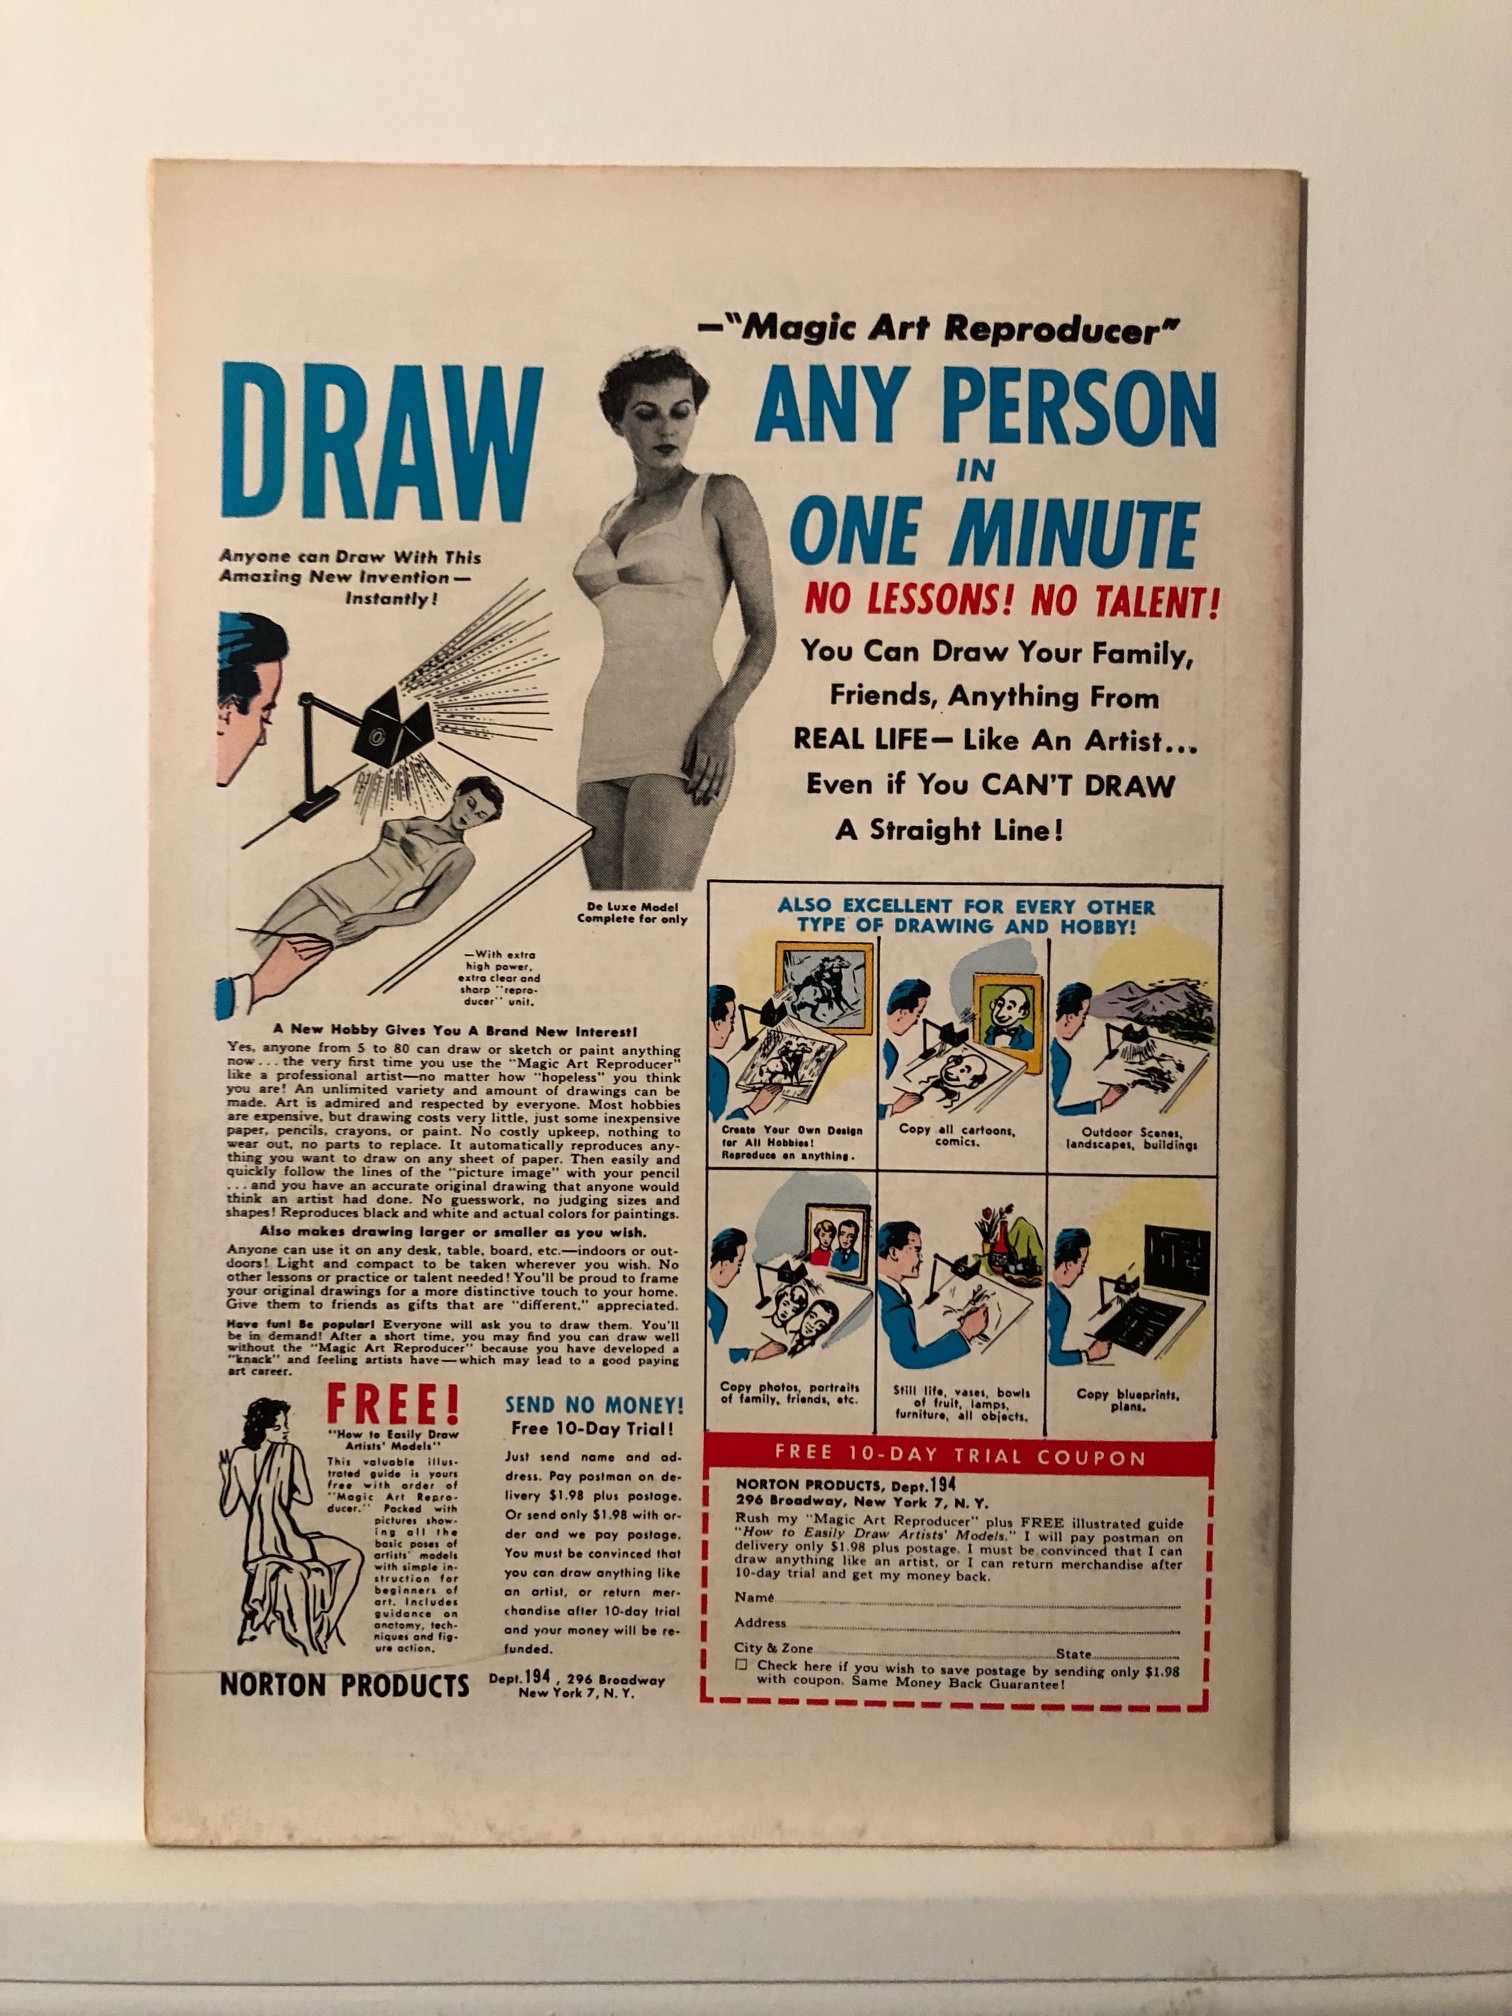 —"Magic Art Reproducer"
DRAW
ANY PERSON
IN
ONE MINUTE
NO LESSONS! NO TALENT!
You Can Draw Your Family,
Friends, Anything From
REAL LIFE— Like An Artist...
Even if You CAN'T DRAW
A Straight Line!
Anyone can Draw With This
Amazing New Invention—
Instantly!
De Luxe Model
Complete for only
—With extra
high power,
extra clear and
sharp "repro-
ducer" unit.
A New Hobby Gives You A Brand New Interest!
Yes, anyone from 5 to 80 can draw or sketch or paint anything
now...the very first time you use the "Magic Art Reproducer"
like a professional artist—no matter how "hopeless" you think
you are! An unlimited variety and amount of drawings can be
made. Art is admired and respected by everyone. Most hobbies
are expensive, but drawing costs very little, just some inexpensive
paper, pencils, crayons, or paint. No costly upkeep, nothing to
wear out, no parts to replace. It automatically reproduces any-
thing you want to draw on any sheet of paper. Then easily and
quickly follow the lines of the "picture image" with your pencil
...and you have an accurate original drawing that anyone would
think an artist had done. No guesswork, no judging sizes and
shapes! Reproduces black and white and actual colors for paintings.
Also makes drawing larger or smaller as you wish.
Anyone can use it on any desk, table, board, etc.—indoors or out-
doors! Light and compact to be taken wherever you wish. No
other lessons or practice or talent needed! You'll be proud to frame
your original drawings for a more distinctive touch to your home.
Give them to friends as gifts that are "different," appreciated.
Have fun! Be popular! Everyone will ask you to draw them. You'll
be in demand! After a short time, you may find you can draw well
without the "Magic Art Reproducer" because you have developed a
"knack" and feeling artists have—which may lead to a good paying
art career.
FREE!
"How to Easily Draw
Artists' Models"
This valuable illus-
trated guide is yours
free with order of
"Magic Art Repro-
ducer." Packed with
pictures show-
ing all the
basic poses of
artists' models
with simple in-
struction for
beginners of
art. Includes
guidance on
anatomy, tech-
niques and fig-
ure action.
SEND NO MONEY!
Free 10-Day Trial!
Just send name and ad-
dress. Pay postman on de-
livery $1.98 plus postage.
Or send only $1.98 with or-
der and we pay postage.
You must be convinced that
you can draw anything like
an artist, or return mer-
chandise after 10-day trial
and your money will be re-
funded.
NORTON PRODUCTS Dept. 194, 296 Broadway
New York 7, N. Y.
ALSO EXCELLENT FOR EVERY OTHER
TYPE OF DRAWING AND HOBBY!
Create Your Own Design
for All Hobbies!
Reproduce on anything.
Copy all cartoons,
comics.
Outdoor Scenes,
landscapes, buildings
Copy photos, portraits
of family, friends, etc.
Still life, vases, bowls
of fruit, lamps,
furniture, all objects.
Copy blueprints,
plans.
FREE 10-DAY TRIAL COUPON
NORTON PRODUCTS, Dept. 194
296 Broadway, New York 7, N. Y.
Rush my "Magic Art Reproducer" plus FREE illustrated guide
"How to Easily Draw Artists' Models." I will pay postman on
delivery only $1.98 plus postage. I must be convinced that I can
draw anything like an artist, or I can return merchandise after
10-day trial and get my money back.
Name
Address
City & Zone State
☐ Check here if you wish to save postage by sending only $1.98
with coupon. Same Money Back Guarantee!